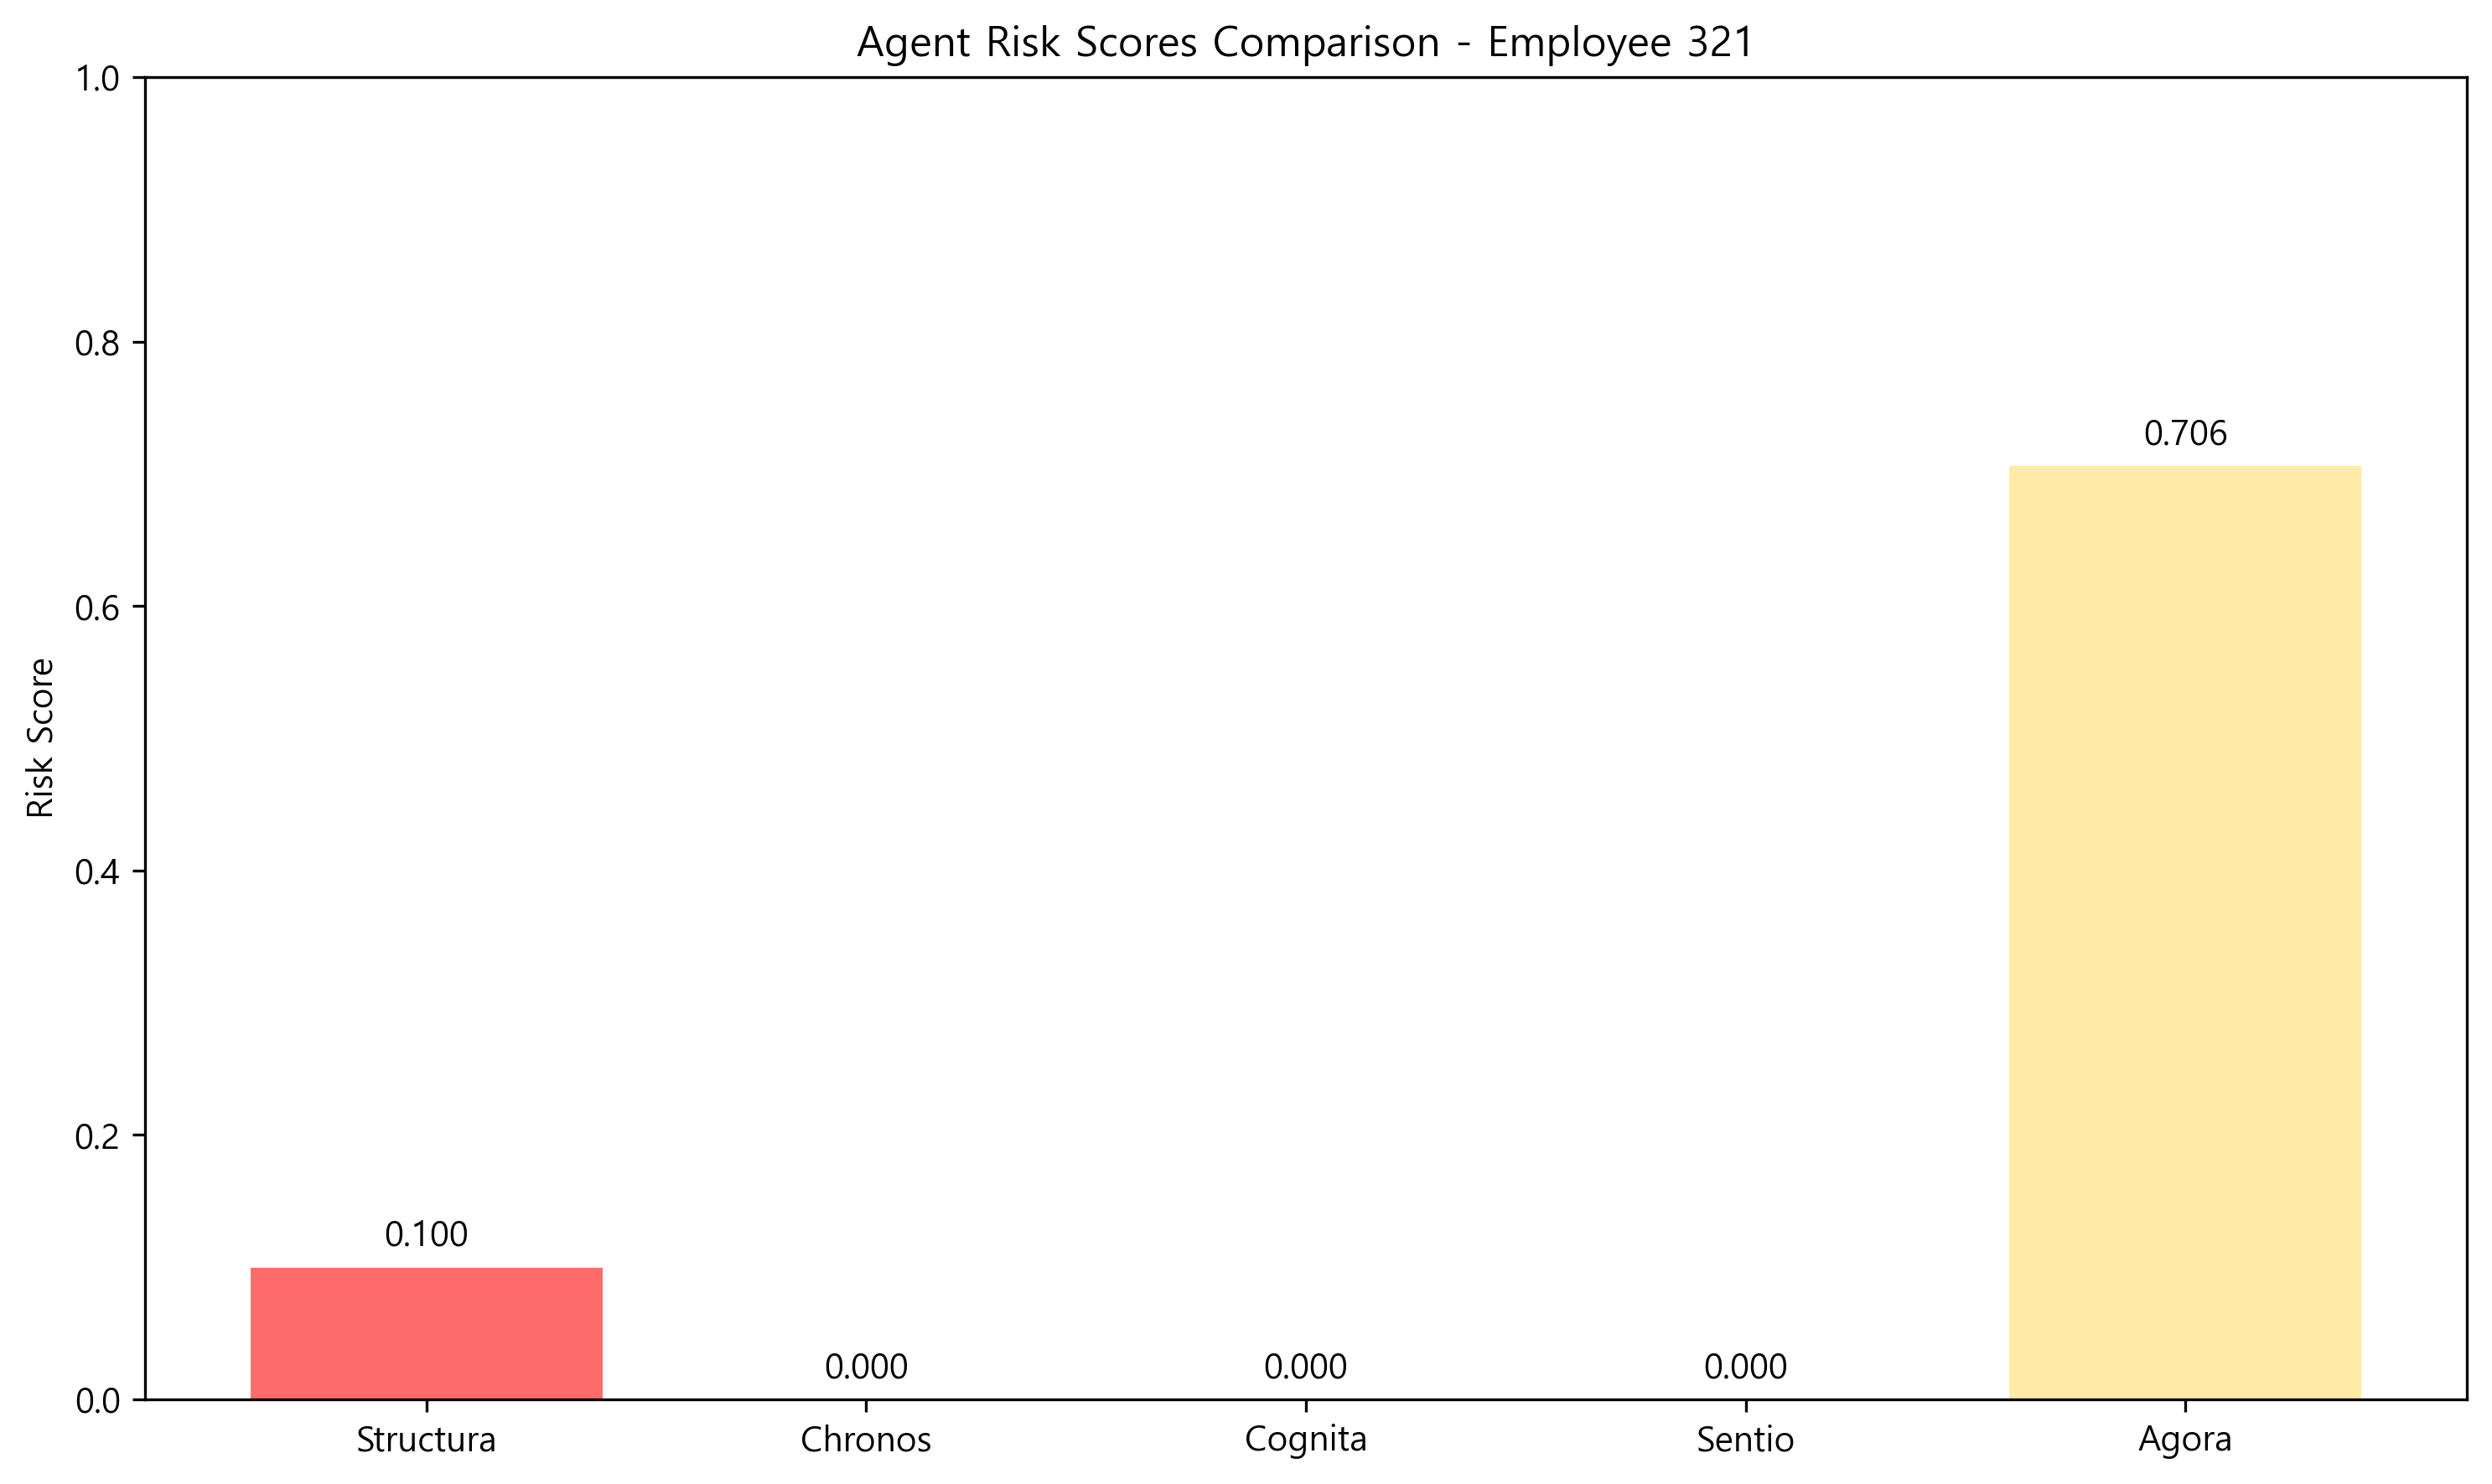 Agent Risk Scores Comparison - Employee 321
Risk Score
1.0
0.8
0.6
0.4
0.2
0.0
0.100
0.000
0.000
0.000
0.706
Structura
Chronos
Cognita
Sentio
Agora